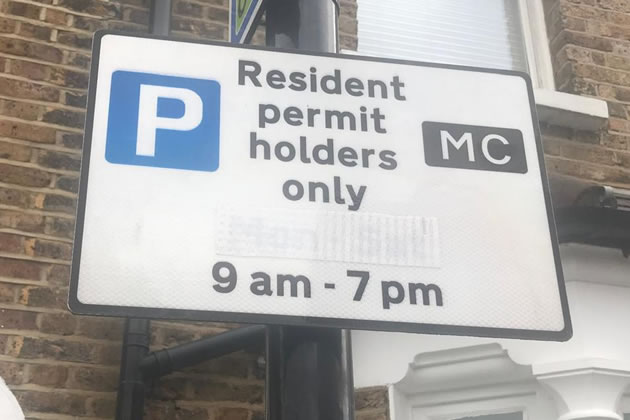 P
Resident
permit
holders
only
MC
9 am - 7 pm